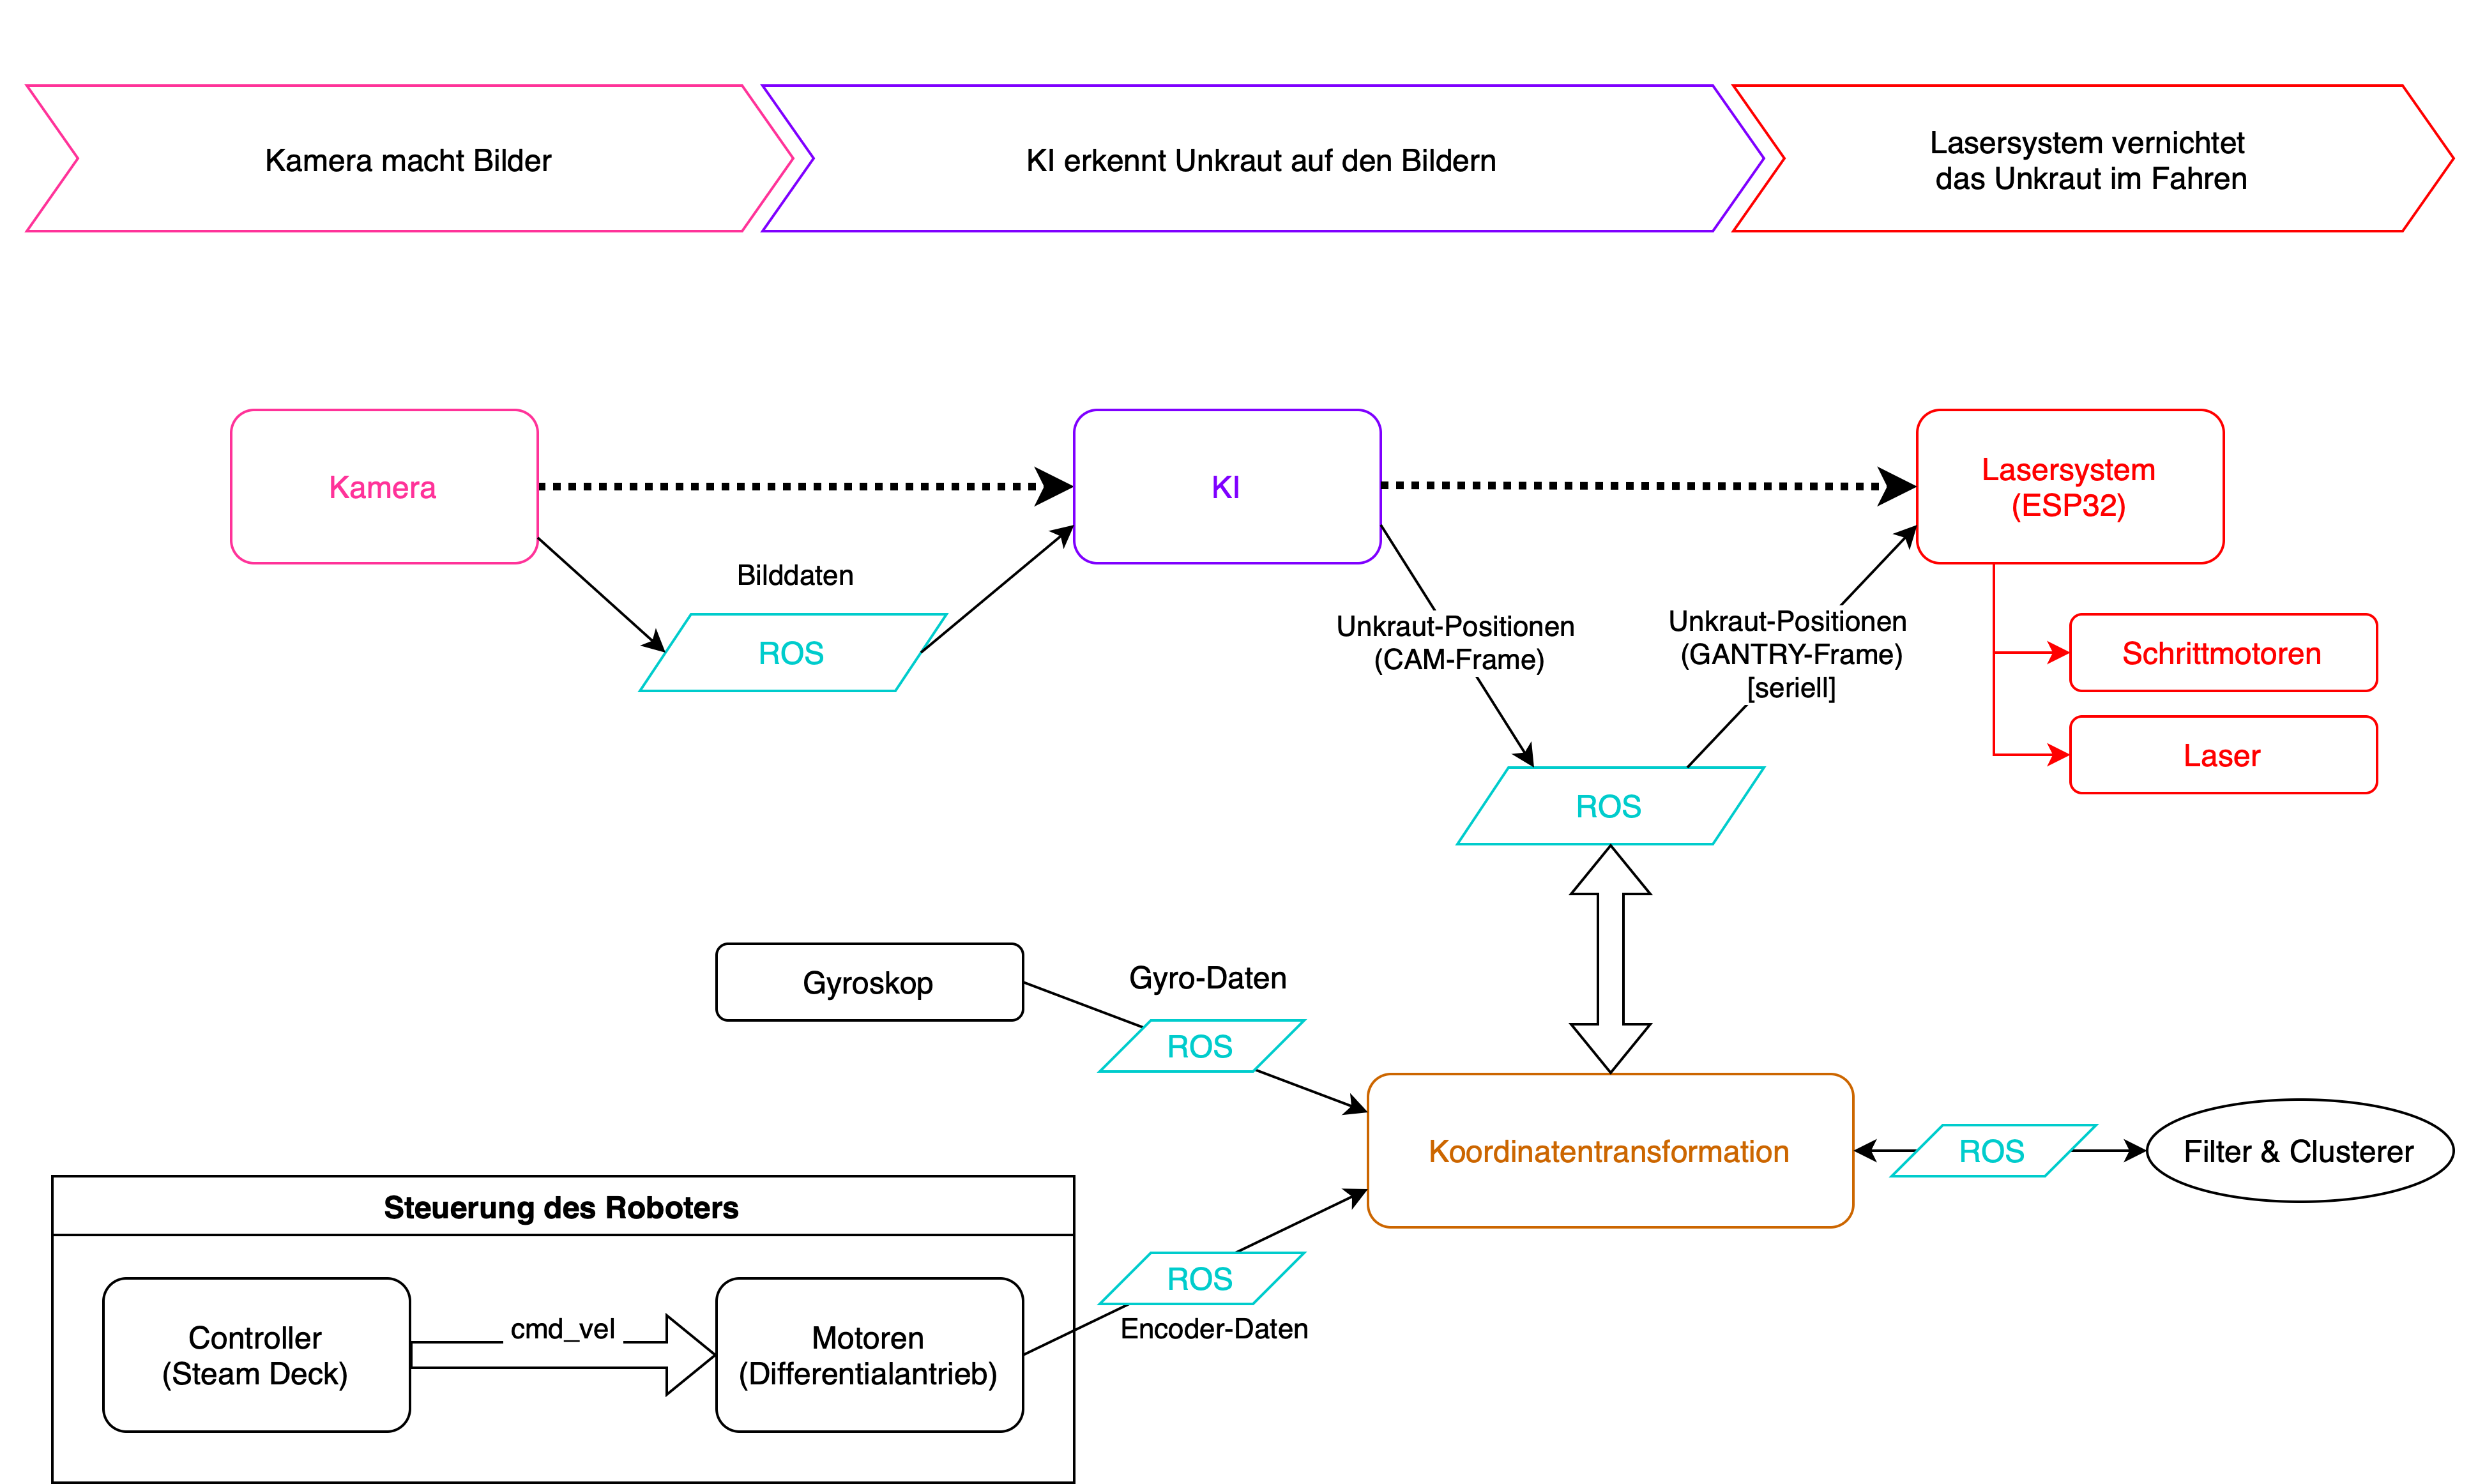 Kamera macht Bilder
KI erkennt Unkraut auf den Bildern
Lasersystem vernichtet
das Unkraut im Fahren
Kamera
KI
Lasersystem
(ESP32)
Bilddaten
ROS
Unkraut-Positionen
(CAM-Frame)
Unkraut-Positionen
(GANTRY-Frame)
[seriell]
Schrittmotoren
Laser
ROS
Gyroskop
Gyro-Daten
ROS
Koordinatentransformation
ROS
Filter & Clusterer
Steuerung des Roboters
Controller
(Steam Deck)
cmd_vel
Motoren
(Differentialantrieb)
ROS
Encoder-Daten